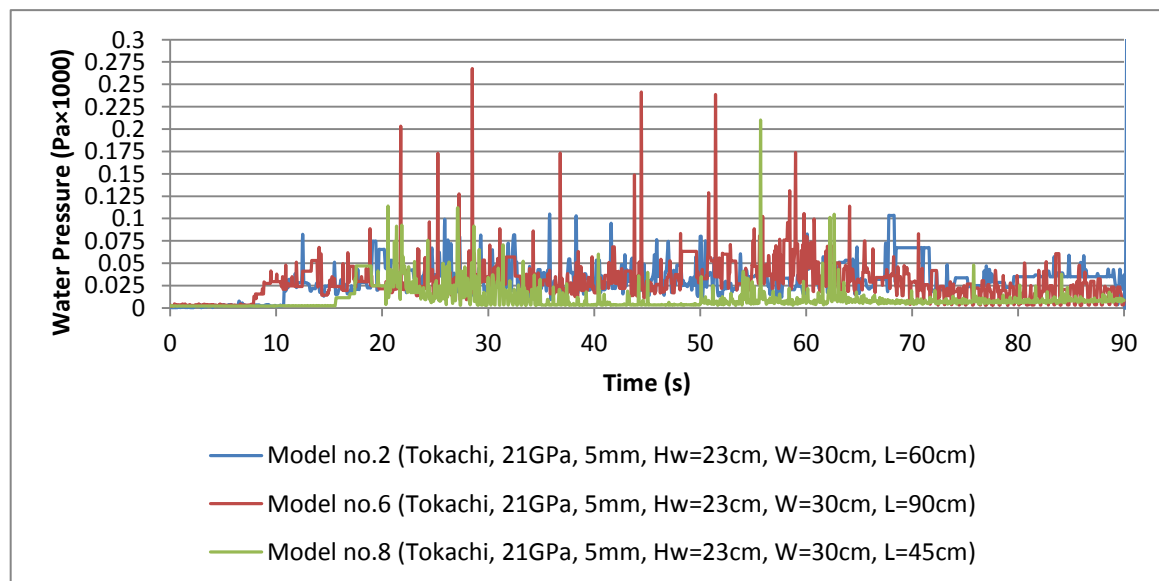 0.3
0.275
0.25
0.225
0.2
0.175
0.15
0.125
0.1
0.075
0.05
0.025
0
Water Pressure (Pa×1000)
0 10 20 30 40 50 60 70 80 90
Time (s)
Model no.2 (Tokachi, 21GPa, 5mm, Hw=23cm, W=30cm, L=60cm)
Model no.6 (Tokachi, 21GPa, 5mm, Hw=23cm, W=30cm, L=90cm)
Model no.8 (Tokachi, 21GPa, 5mm, Hw=23cm, W=30cm, L=45cm)